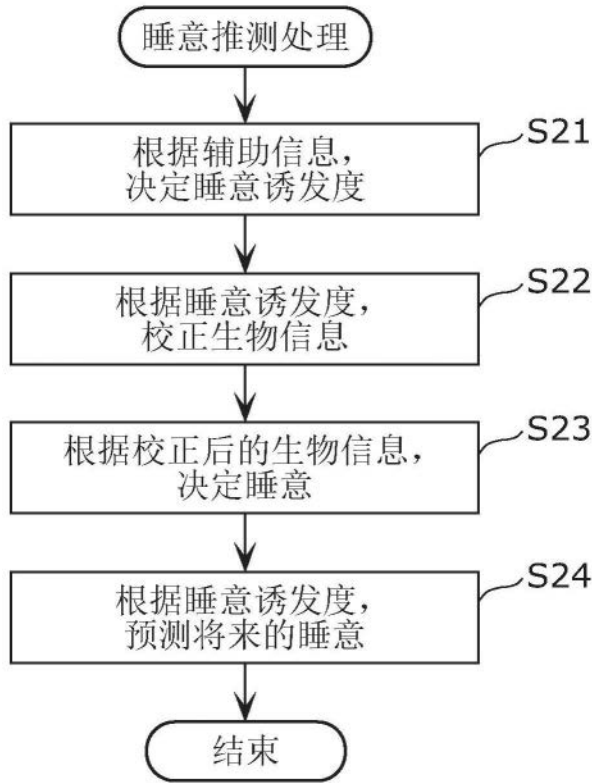 睡意推测处理
S21
根据辅助信息，
决定睡意诱发度
S22
根据睡意诱发度，
校正生物信息
S23
根据校正后的生物信息，
决定睡意
S24
根据睡意诱发度，
预测将来的睡意
结束